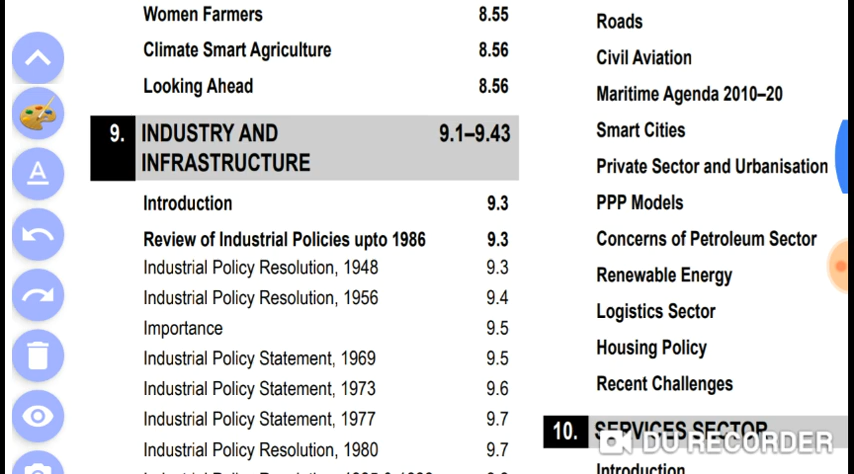 Women Farmers 8.55
Climate Smart Agriculture 8.56
Looking Ahead 8.56
9. INDUSTRY AND 9.1–9.43
INFRASTRUCTURE
Introduction 9.3
Review of Industrial Policies upto 1986 9.3
Industrial Policy Resolution, 1948 9.3
Industrial Policy Resolution, 1956 9.4
Importance 9.5
Industrial Policy Statement, 1969 9.5
Industrial Policy Statement, 1973 9.6
Industrial Policy Statement, 1977 9.7
Industrial Policy Resolution, 1980 9.7
Roads
Civil Aviation
Maritime Agenda 2010–20
Smart Cities
Private Sector and Urbanisation
PPP Models
Concerns of Petroleum Sector
Renewable Energy
Logistics Sector
Housing Policy
Recent Challenges
10. SERVICES SECTOR
DU RECORDER
Introduction
A